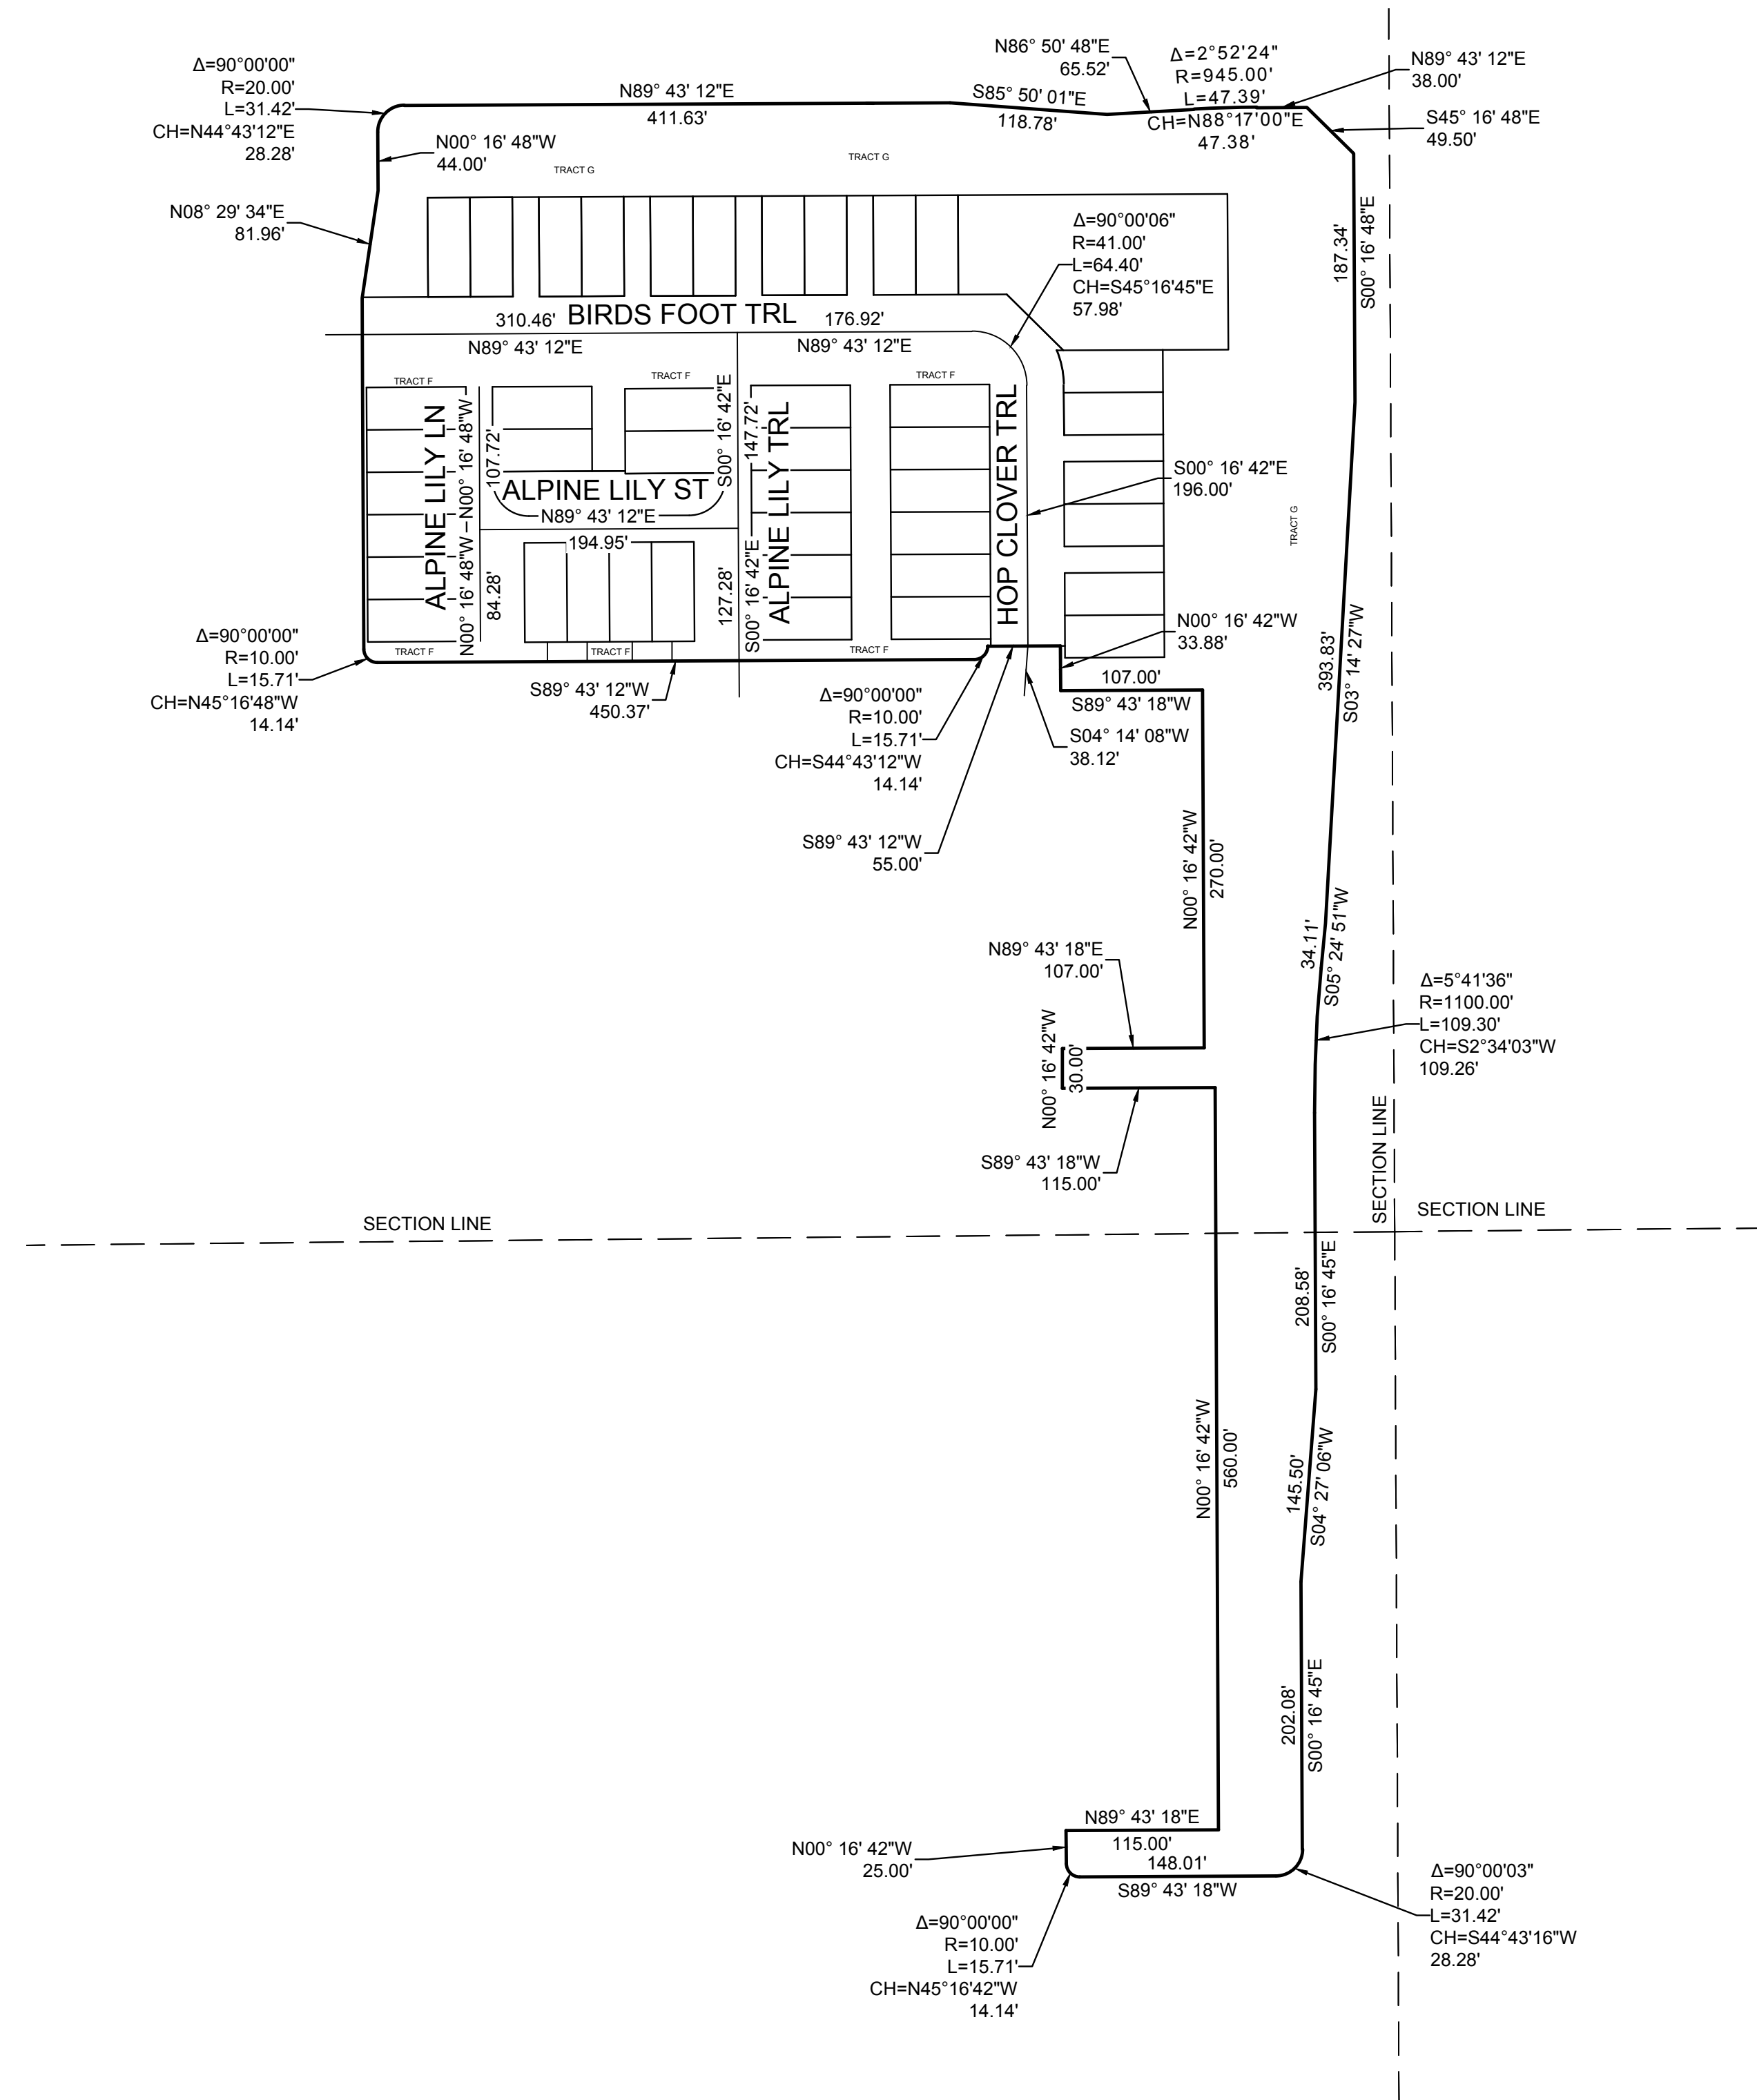 N86° 50' 48"E
65.52'
Δ=2°52'24"
R=945.00'
L=47.39'
CH=N88°17'00"E
47.38'
N89° 43' 12"E
38.00'
Δ=90°00'00"
R=20.00'
L=31.42'
CH=N44°43'12"E
28.28'
N89° 43' 12"E
411.63'
S85° 50' 01"E
118.78'
S45° 16' 48"E
49.50'
N00° 16' 48"W
44.00'
TRACT G
TRACT G
N08° 29' 34"E
81.96'
187.34'
S00° 16' 48"E
Δ=90°00'06"
R=41.00'
L=64.40'
CH=S45°16'45"E
57.98'
310.46'
BIRDS FOOT TRL
176.92'
N89° 43' 12"E
N89° 43' 12"E
TRACT F
TRACT F
TRACT F
ALPINE LILY LN
N00° 16' 48"W
107.72'
S00° 16' 42"E
147.72'
ALPINE LILY TRL
HOP CLOVER TRL
ALPINE LILY ST
N89° 43' 12"E
194.95'
S00° 16' 42"E
196.00'
TRACT G
N00° 16' 48"W
84.28'
127.28'
S00° 16' 42"E
N00° 16' 42"W
33.88'
393.83'
S03° 14' 27"W
Δ=90°00'00"
R=10.00'
L=15.71'
CH=N45°16'48"W
14.14'
TRACT F
TRACT F
TRACT F
S89° 43' 12"W
450.37'
107.00'
S89° 43' 18"W
Δ=90°00'00"
R=10.00'
L=15.71'
CH=S44°43'12"W
14.14'
S04° 14' 08"W
38.12'
S89° 43' 12"W
55.00'
N00° 16' 42"W
270.00'
34.11'
S05° 24' 51"W
N89° 43' 18"E
107.00'
Δ=5°41'36"
R=1100.00'
L=109.30'
CH=S2°34'03"W
109.26'
N00° 16' 42"W
30.00'
S89° 43' 18"W
115.00'
SECTION LINE
SECTION LINE
SECTION LINE
208.58'
S00° 16' 45"E
N00° 16' 42"W
560.00'
145.50'
S04° 27' 06"W
202.08'
S00° 16' 45"E
N89° 43' 18"E
115.00'
148.01'
S89° 43' 18"W
N00° 16' 42"W
25.00'
Δ=90°00'03"
R=20.00'
L=31.42'
CH=S44°43'16"W
28.28'
Δ=90°00'00"
R=10.00'
L=15.71'
CH=N45°16'42"W
14.14'